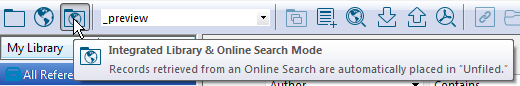 _preview
My Library
Integrated Library & Online Search Mode
All Refere
Records retrieved from an Online Search are automatically placed in "Unfiled."
Author